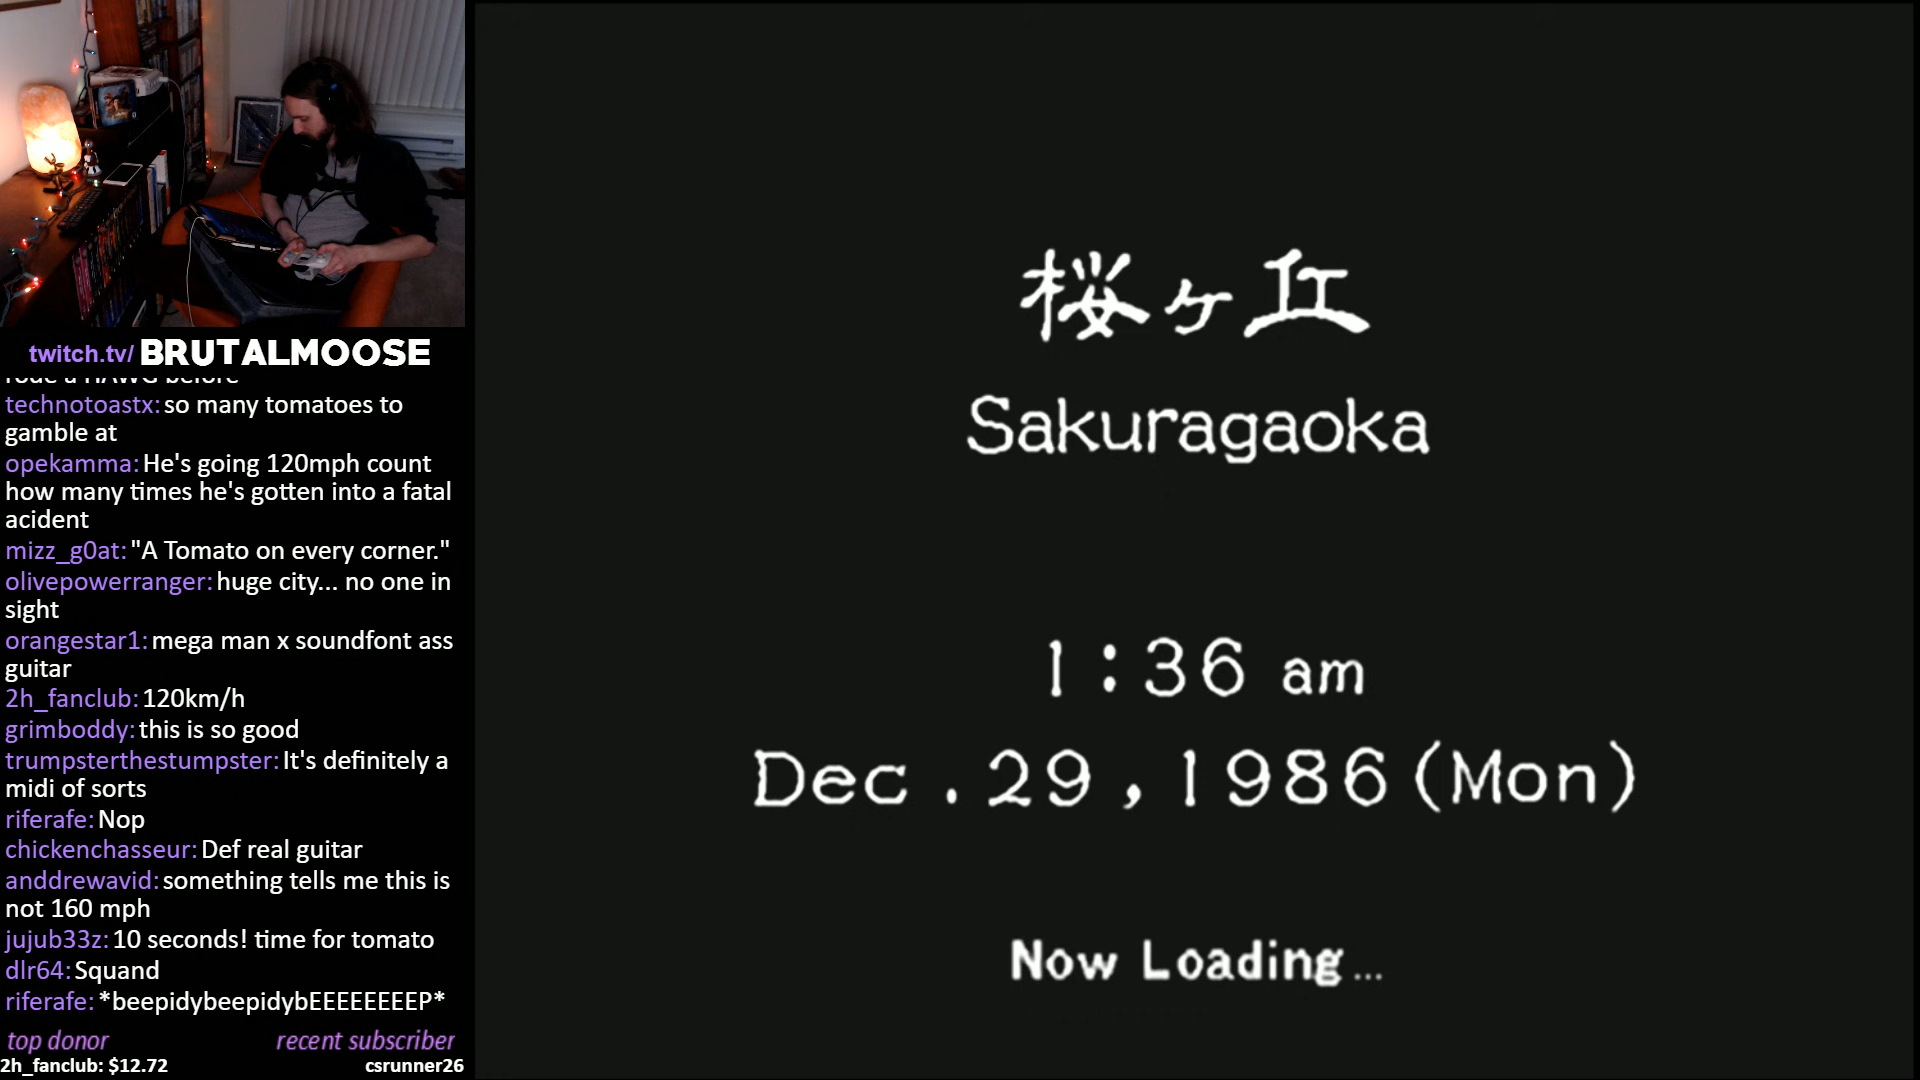 twitch.tv/ BRUTALMOOSE
rode a HAWG before
technotoastx: so many tomatoes to
gamble at
opekamma: He's going 120mph count
how many times he's gotten into a fatal
acident
mizz_g0at: "A Tomato on every corner."
olivepowerranger: huge city... no one in
sight
orangestar1: mega man x soundfont ass
guitar
2h_fanclub: 120km/h
grimboddy: this is so good
trumpsterthestumpster: It's definitely a
midi of sorts
riferafe: Nop
chickenchasseur: Def real guitar
anddrewavid: something tells me this is
not 160 mph
jujub33z: 10 seconds! time for tomato
dlr64: Squand
riferafe: *beepidybeepidybEEEEEEEEP*
top donor recent subscriber
2h_fanclub: $12.72 csrunner26
桜ヶ丘
Sakuragaoka
1:36 am
Dec.29,1986(Mon)
Now Loading...